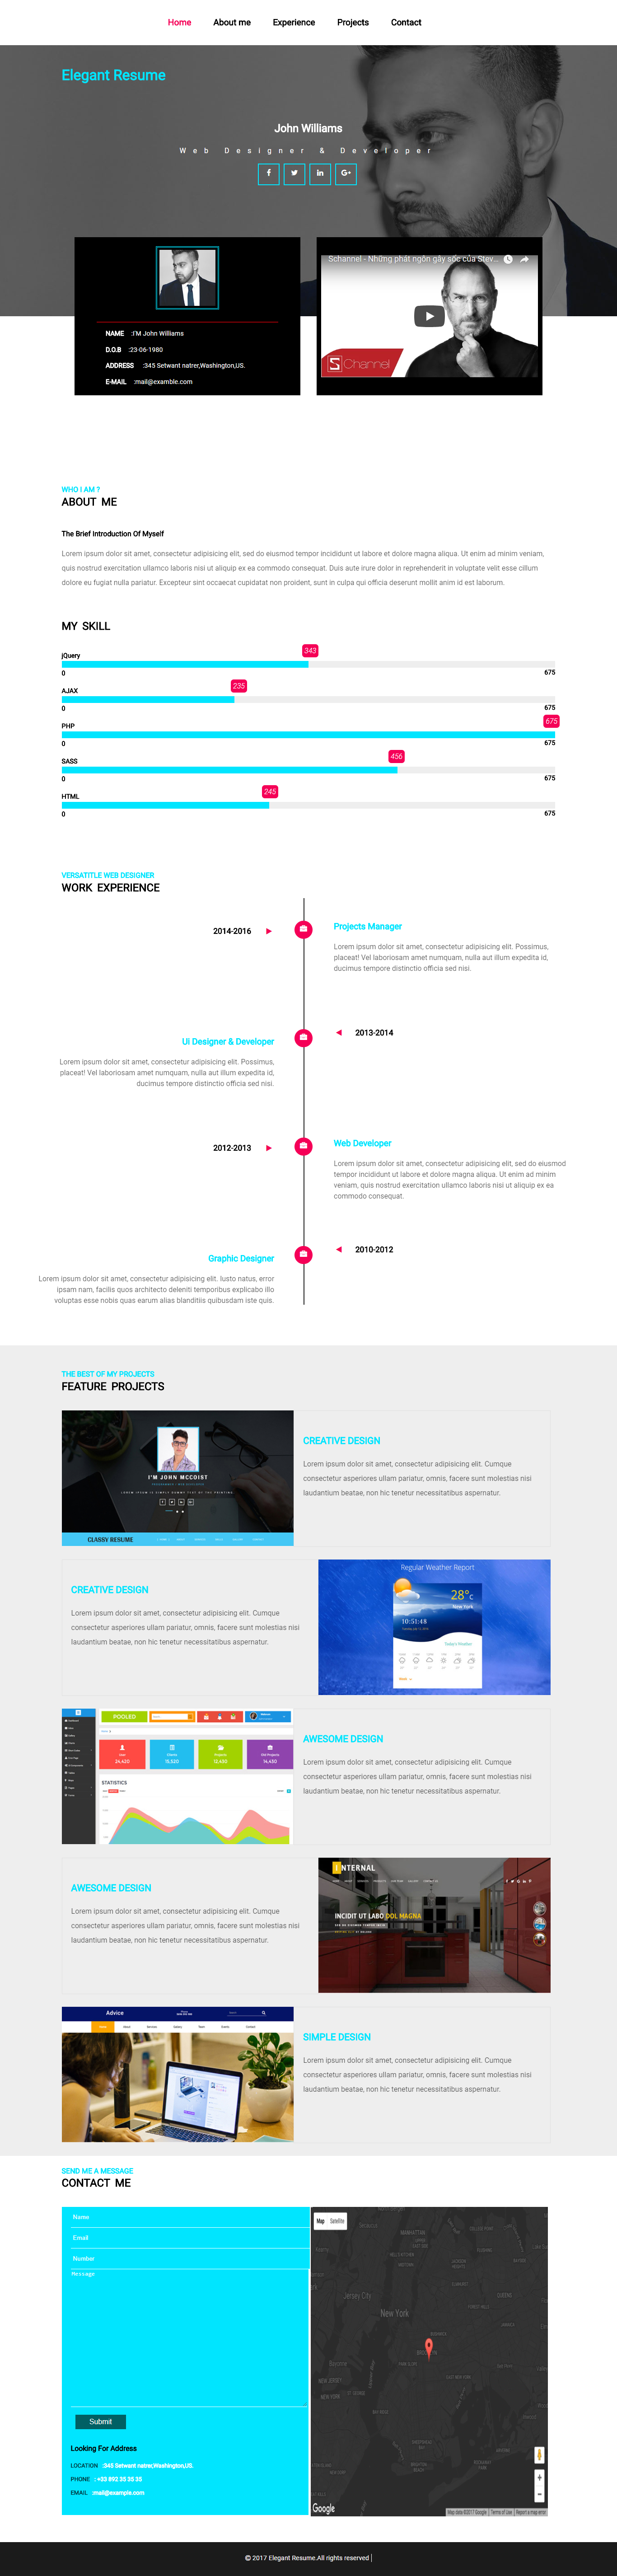 Home About me Experience Projects Contact
Elegant Resume
John Williams
Web Designer & Developer
Schannel - Những phát ngôn gây sốc của Stev...
S Channel
NAME :I'M John Williams
D.O.B :23-06-1980
ADDRESS :345 Setwant natrer,Washington,US.
E-MAIL :mail@examble.com
WHO I AM ?
ABOUT ME
The Brief Introduction Of Myself
Lorem ipsum dolor sit amet, consectetur adipisicing elit, sed do eiusmod tempor incididunt ut labore et dolore magna aliqua. Ut enim ad minim veniam,
quis nostrud exercitation ullamco laboris nisi ut aliquip ex ea commodo consequat. Duis aute irure dolor in reprehenderit in voluptate velit esse cillum
dolore eu fugiat nulla pariatur. Excepteur sint occaecat cupidatat non proident, sunt in culpa qui officia deserunt mollit anim id est laborum.
MY SKILL
jQuery
343
0 675
AJAX
235
0 675
PHP
675
0 675
SASS
456
0 675
HTML
245
0 675
VERSATITLE WEB DESIGNER
WORK EXPERIENCE
2014-2016
Projects Manager
Lorem ipsum dolor sit amet, consectetur adipisicing elit. Possimus,
placeat! Vel laboriosam amet numquam, nulla aut illum expedita id,
ducimus tempore distinctio officia sed nisi.
2013-2014
Ui Designer & Developer
Lorem ipsum dolor sit amet, consectetur adipisicing elit. Possimus,
placeat! Vel laboriosam amet numquam, nulla aut illum expedita id,
ducimus tempore distinctio officia sed nisi.
2012-2013
Web Developer
Lorem ipsum dolor sit amet, consectetur adipisicing elit, sed do eiusmod
tempor incididunt ut labore et dolore magna aliqua. Ut enim ad minim
veniam, quis nostrud exercitation ullamco laboris nisi ut aliquip ex ea
commodo consequat.
2010-2012
Graphic Designer
Lorem ipsum dolor sit amet, consectetur adipisicing elit. Iusto natus, error
ipsam nam, facilis quos architecto deleniti temporibus explicabo illo
voluptas esse nobis quas earum alias blanditiis quibusdam iste quis.
THE BEST OF MY PROJECTS
FEATURE PROJECTS
I'M JOHN MCCOIST
CLASSY RESUME
CREATIVE DESIGN
Lorem ipsum dolor sit amet, consectetur adipisicing elit. Cumque
consectetur asperiores ullam pariatur, omnis, facere sunt molestias nisi
laudantium beatae, non hic tenetur necessitatibus aspernatur.
CREATIVE DESIGN
Lorem ipsum dolor sit amet, consectetur adipisicing elit. Cumque
consectetur asperiores ullam pariatur, omnis, facere sunt molestias nisi
laudantium beatae, non hic tenetur necessitatibus aspernatur.
Regular Weather Report
28°c
New York
10:51:48
POOLED
24,420 15,520 19,430 14,430
STATISTICS
AWESOME DESIGN
Lorem ipsum dolor sit amet, consectetur adipisicing elit. Cumque
consectetur asperiores ullam pariatur, omnis, facere sunt molestias nisi
laudantium beatae, non hic tenetur necessitatibus aspernatur.
AWESOME DESIGN
Lorem ipsum dolor sit amet, consectetur adipisicing elit. Cumque
consectetur asperiores ullam pariatur, omnis, facere sunt molestias nisi
laudantium beatae, non hic tenetur necessitatibus aspernatur.
INTERNAL
INCIDIT UT LABO DOL MAGNA
Advice
SIMPLE DESIGN
Lorem ipsum dolor sit amet, consectetur adipisicing elit. Cumque
consectetur asperiores ullam pariatur, omnis, facere sunt molestias nisi
laudantium beatae, non hic tenetur necessitatibus aspernatur.
SEND ME A MESSAGE
CONTACT ME
Name
Email
Number
Message
Submit
Looking For Address
LOCATION :345 Setwant natrer,Washington,US.
PHONE : +33 892 35 35 35
EMAIL :mail@example.com
Map Satellite
MANHATTAN
Jersey City
New York
Google
Map data ©2017 Google Terms of Use Report a map error
© 2017 Elegant Resume.All rights reserved |